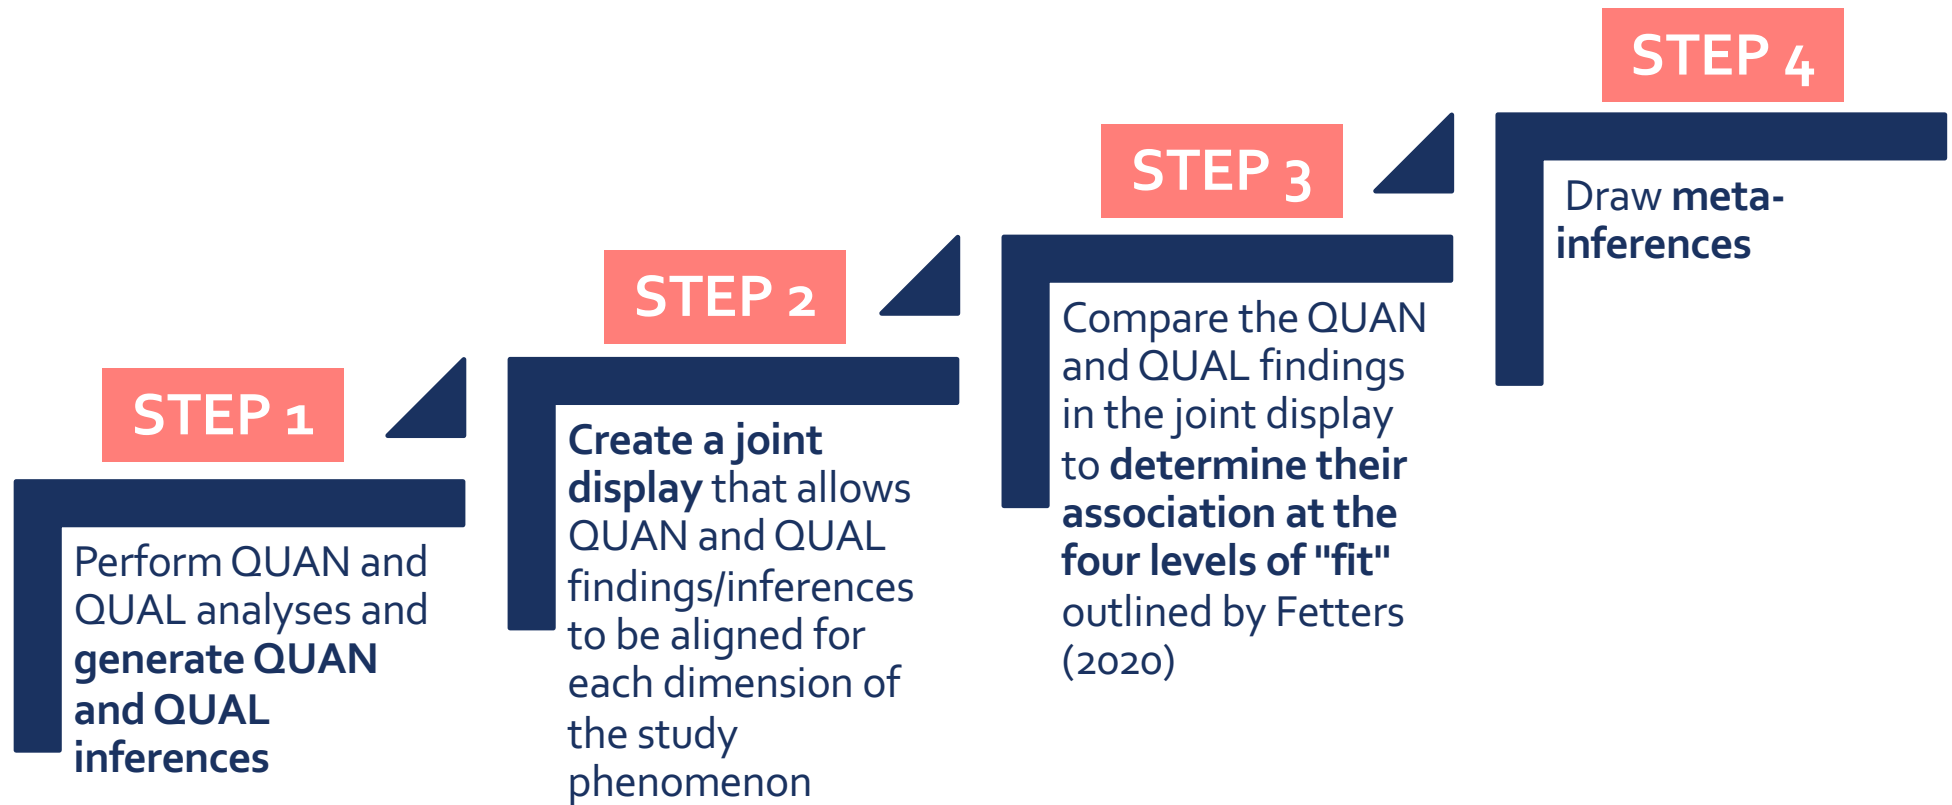 STEP 1
Perform QUAN and
QUAL analyses and
generate QUAN
and QUAL
inferences
STEP 2
Create a joint
display that allows
QUAN and QUAL
findings/inferences
to be aligned for
each dimension of
the study
phenomenon
STEP 3
Compare the QUAN
and QUAL findings
in the joint display
to determine their
association at the
four levels of "fit"
outlined by Fetters
(2020)
STEP 4
Draw meta-
inferences